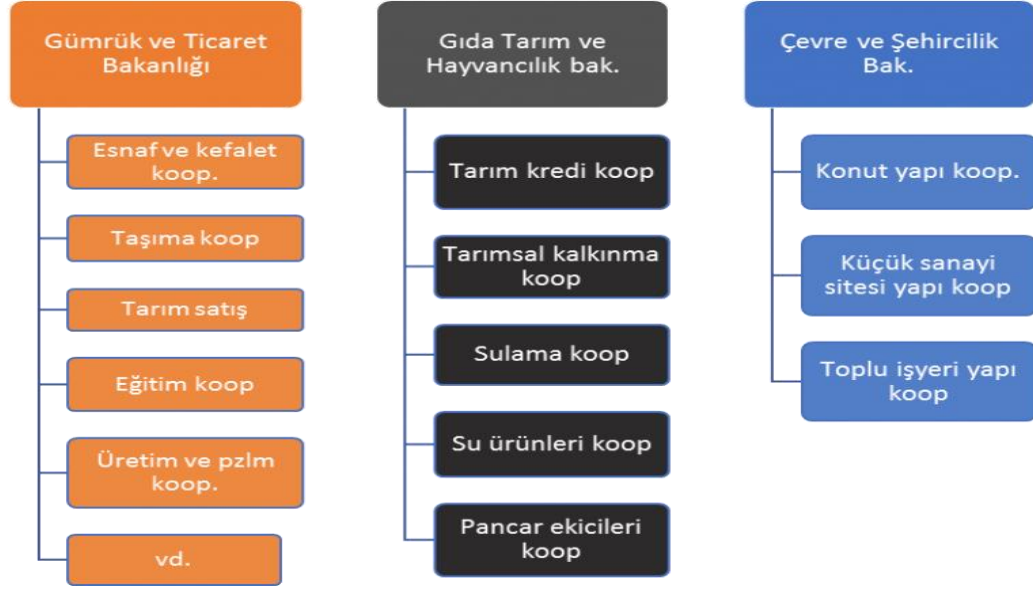 Gümrük ve Ticaret
Bakanlığı
Esnaf ve kefalet
koop.
Taşıma koop
Tarım satış
Eğitim koop
Üretim ve pzlm
koop.
vd.
Gıda Tarım ve
Hayvancılık bak.
Tarım kredi koop
Tarımsal kalkınma
koop
Sulama koop
Su ürünleri koop
Pancar ekicileri
koop
Çevre ve Şehircilik
Bak.
Konut yapı koop.
Küçük sanayi
sitesi yapı koop
Toplu işyeri yapı
koop